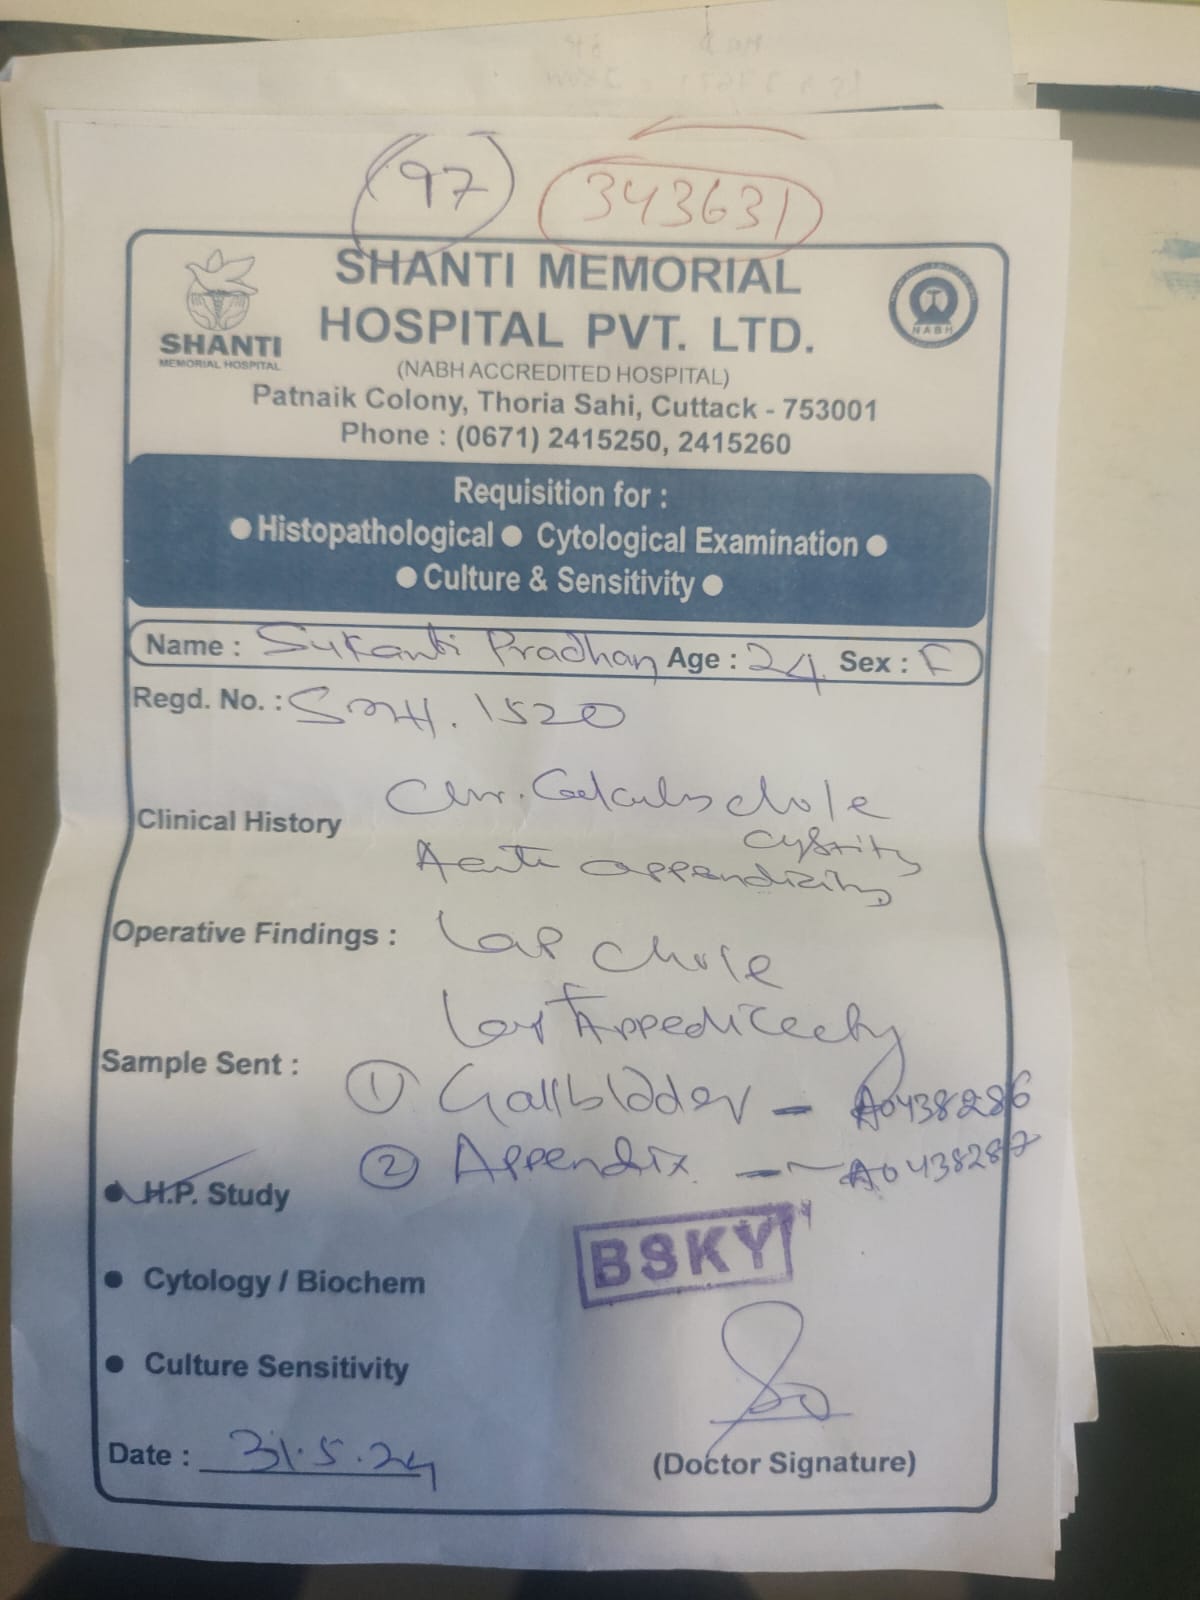 97 343631
SHANTI MEMORIAL
HOSPITAL PVT. LTD.
SHANTI
MEMORIAL HOSPITAL
NABH
(NABH ACCREDITED HOSPITAL)
Patnaik Colony, Thoria Sahi, Cuttack - 753001
Phone : (0671) 2415250, 2415260
Requisition for :
● Histopathological ● Cytological Examination ●
● Culture & Sensitivity ●
Name : Sukanti Pradhan Age : 24 Sex : F
Regd. No. : SMH. 1520
Clinical History Chr. Calculus chole
cystitis
Acute appendicitis
Operative Findings : Lap chole
Lap Appedicecty
Sample Sent : ① Gallbladder - A0438286
② Appendix - A0438287
● H.P. Study
BSKY
● Cytology / Biochem
● Culture Sensitivity
Date : 31.5.24
(Doctor Signature)